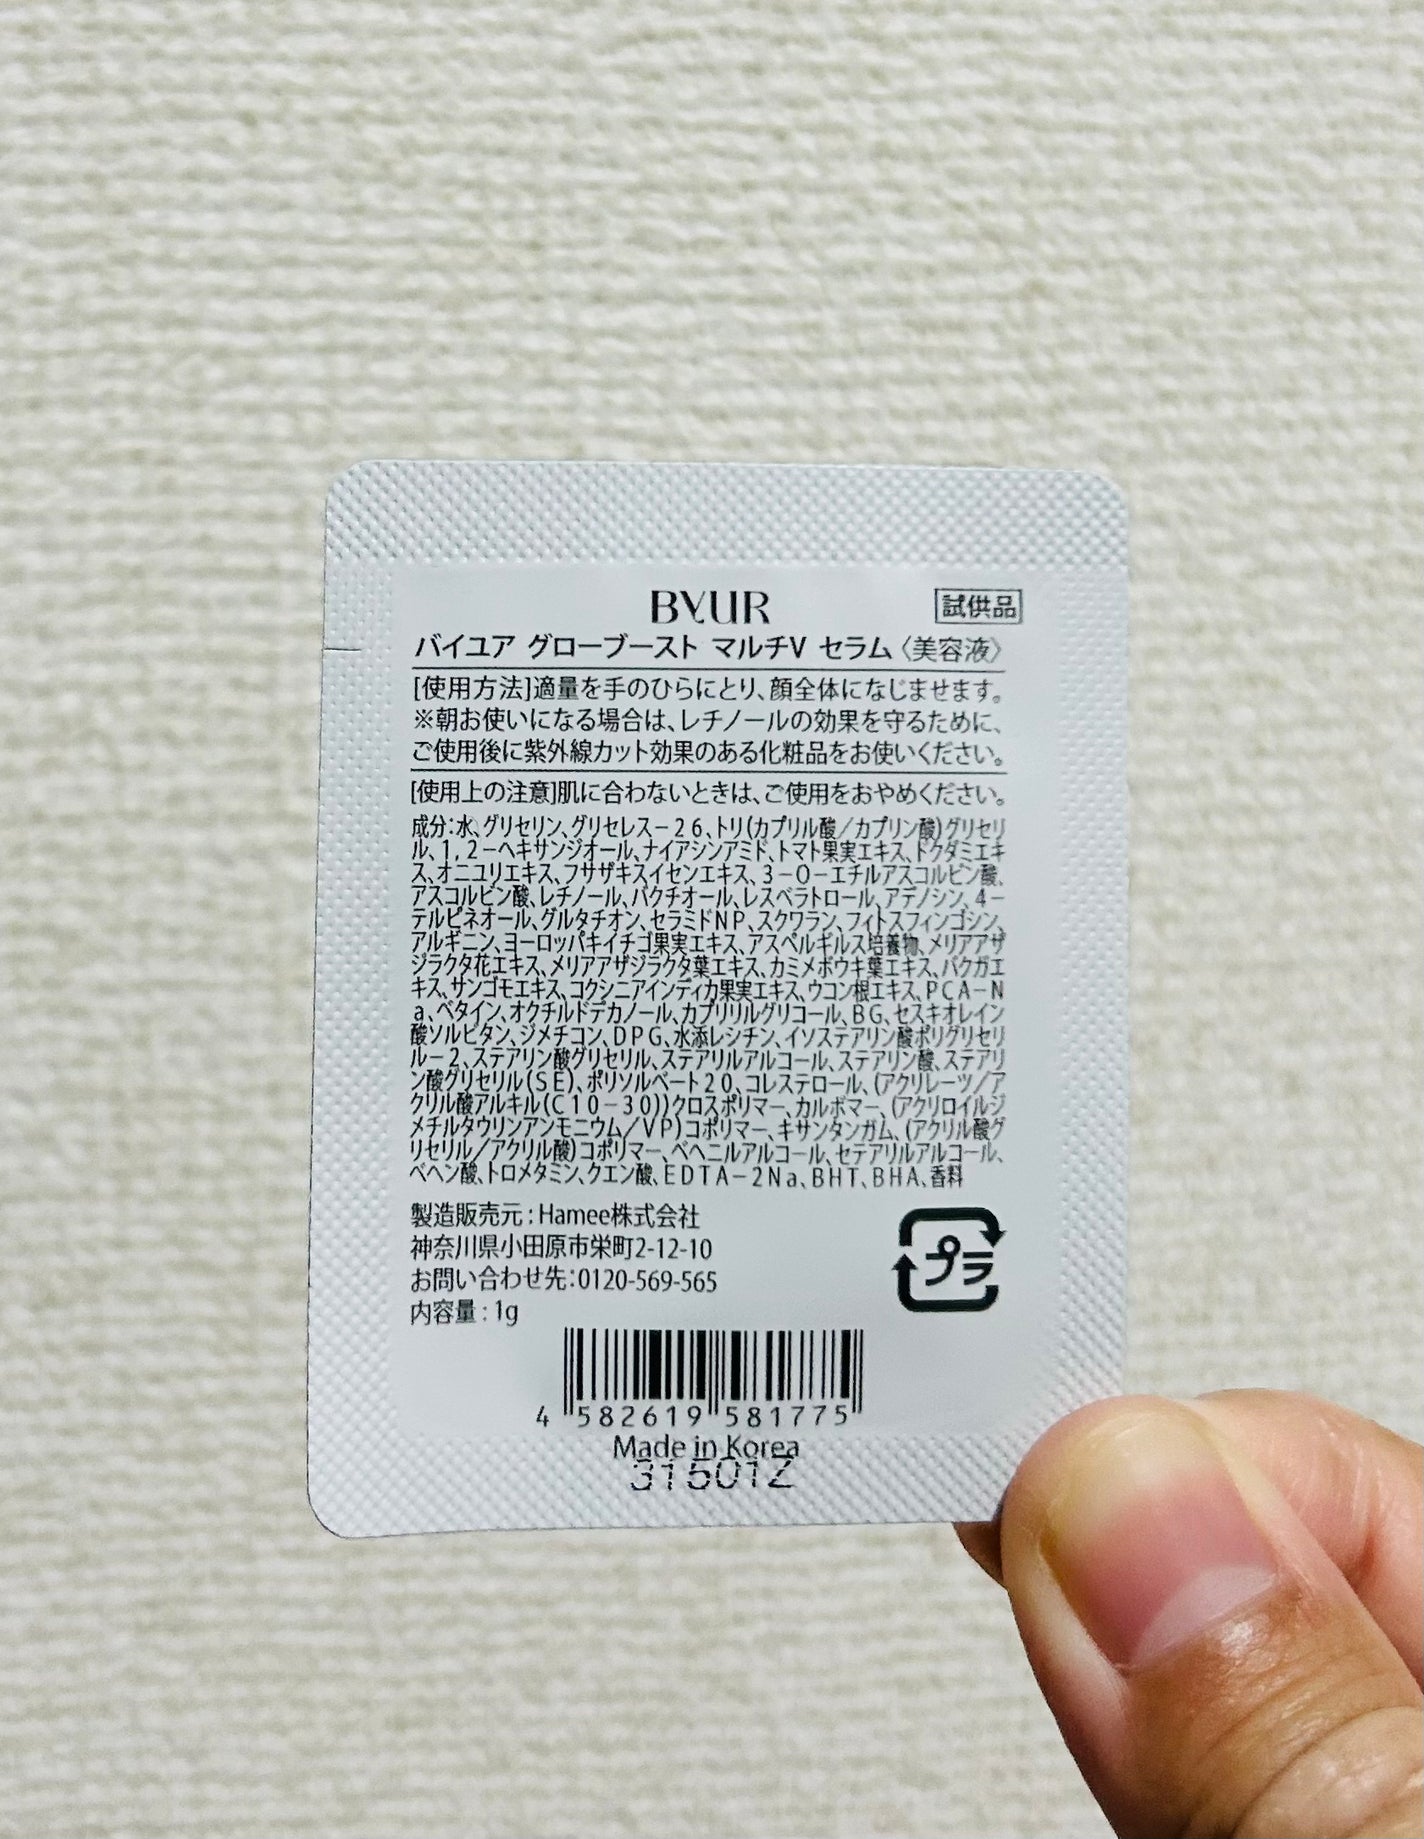 BYUR
試供品
バイユア グローブースト マルチV セラム〈美容液〉
[使用方法]適量を手のひらにとり、顔全体になじませます。
※朝お使いになる場合は、レチノールの効果を守るために、
ご使用後に紫外線カット効果のある化粧品をお使いください。
[使用上の注意]肌に合わないときは、ご使用をおやめください。
成分：水、グリセリン、グリセレス－26、トリ(カプリル酸／カプリン酸)グリセリ
ル、1,2－ヘキサンジオール、ナイアシンアミド、トマト果実エキス、ドクダミエキ
ス、オニユリエキス、フサザキスイセンエキス、3－O－エチルアスコルビン酸、
アスコルビン酸、レチノール、バクチオール、レスベラトロール、アデノシン、4－
テルピネオール、グルタチオン、セラミドNP、スクワラン、フィトスフィンゴシン、
アルギニン、ヨーロッパキイチゴ果実エキス、アスペルギルス培養物、メリアアザ
ジラクタ花エキス、メリアアザジラクタ葉エキス、カミメボウキ葉エキス、バクガエ
キス、サンゴモエキス、コクシニアインディカ果実エキス、ウコン根エキス、PCA－N
a、ベタイン、オクチルドデカノール、カプリリルグリコール、BG、セスキオレイン
酸ソルビタン、ジメチコン、DPG、水添レシチン、イソステアリン酸ポリグリセリ
ル－2、ステアリン酸グリセリル、ステアリルアルコール、ステアリン酸、ステアリ
ン酸グリセリル(SE)、ポリソルベート20、コレステロール、(アクリレーツ／ア
クリル酸アルキル(C10－30))クロスポリマー、カルボマー、(アクリロイルジ
メチルタウリンアンモニウム／VP)コポリマー、キサンタンガム、(アクリル酸グ
リセリル／アクリル酸)コポリマー、ベヘニルアルコール、セテアリルアルコール、
ベヘン酸、トロメタミン、クエン酸、EDTA－2Na、BHT、BHA、香料
製造販売元：Hamee株式会社
神奈川県小田原市栄町2-12-10
お問い合わせ先：0120-569-565
内容量：1g
プラ
4 582619 581775
Made in Korea
31501Z